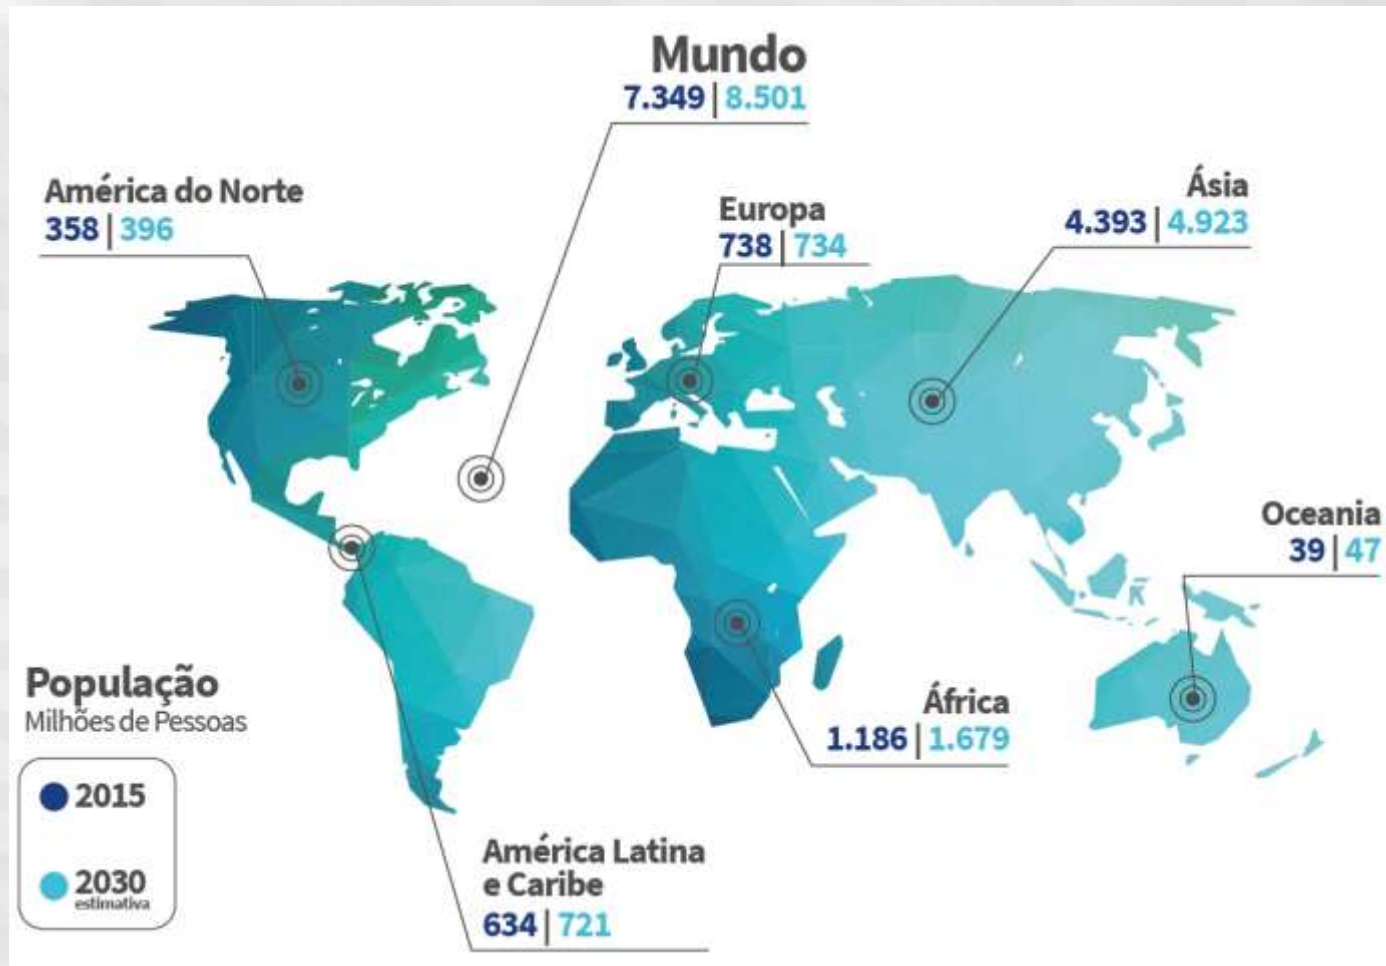 Mundo
7.349 | 8.501
América do Norte
358 | 396
Europa
738 | 734
Ásia
4.393 | 4.923
Oceania
39 | 47
África
1.186 | 1.679
América Latina
e Caribe
634 | 721
População
Milhões de Pessoas
2015
2030
estimativa